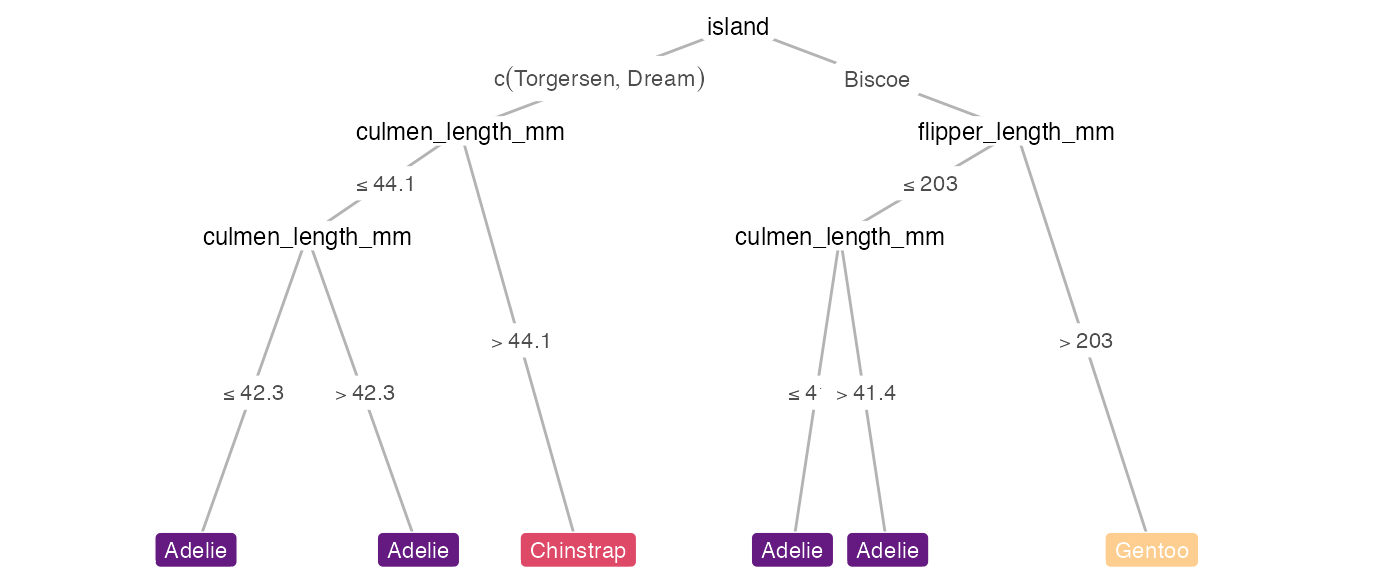 island
c(Torgersen, Dream)
Biscoe
culmen_length_mm
flipper_length_mm
≤ 44.1
≤ 203
culmen_length_mm
culmen_length_mm
> 44.1
> 203
≤ 42.3
> 42.3
≤ 4
> 41.4
Adelie
Adelie
Chinstrap
Adelie
Adelie
Gentoo